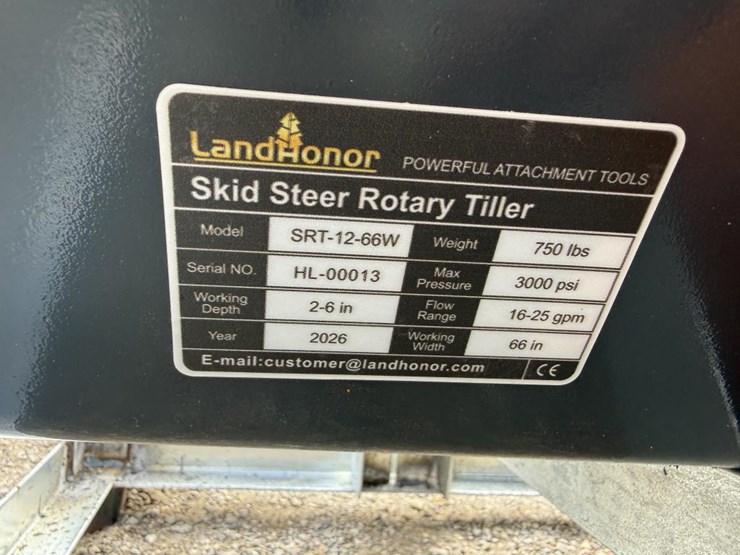 LandHonor POWERFUL ATTACHMENT TOOLS
Skid Steer Rotary Tiller
Model SRT-12-66W Weight 750 lbs
Serial NO. HL-00013 Max Pressure 3000 psi
Working Depth 2-6 in Flow Range 16-25 gpm
Year 2026 Working Width 66 in
E-mail:customer@landhonor.com CE